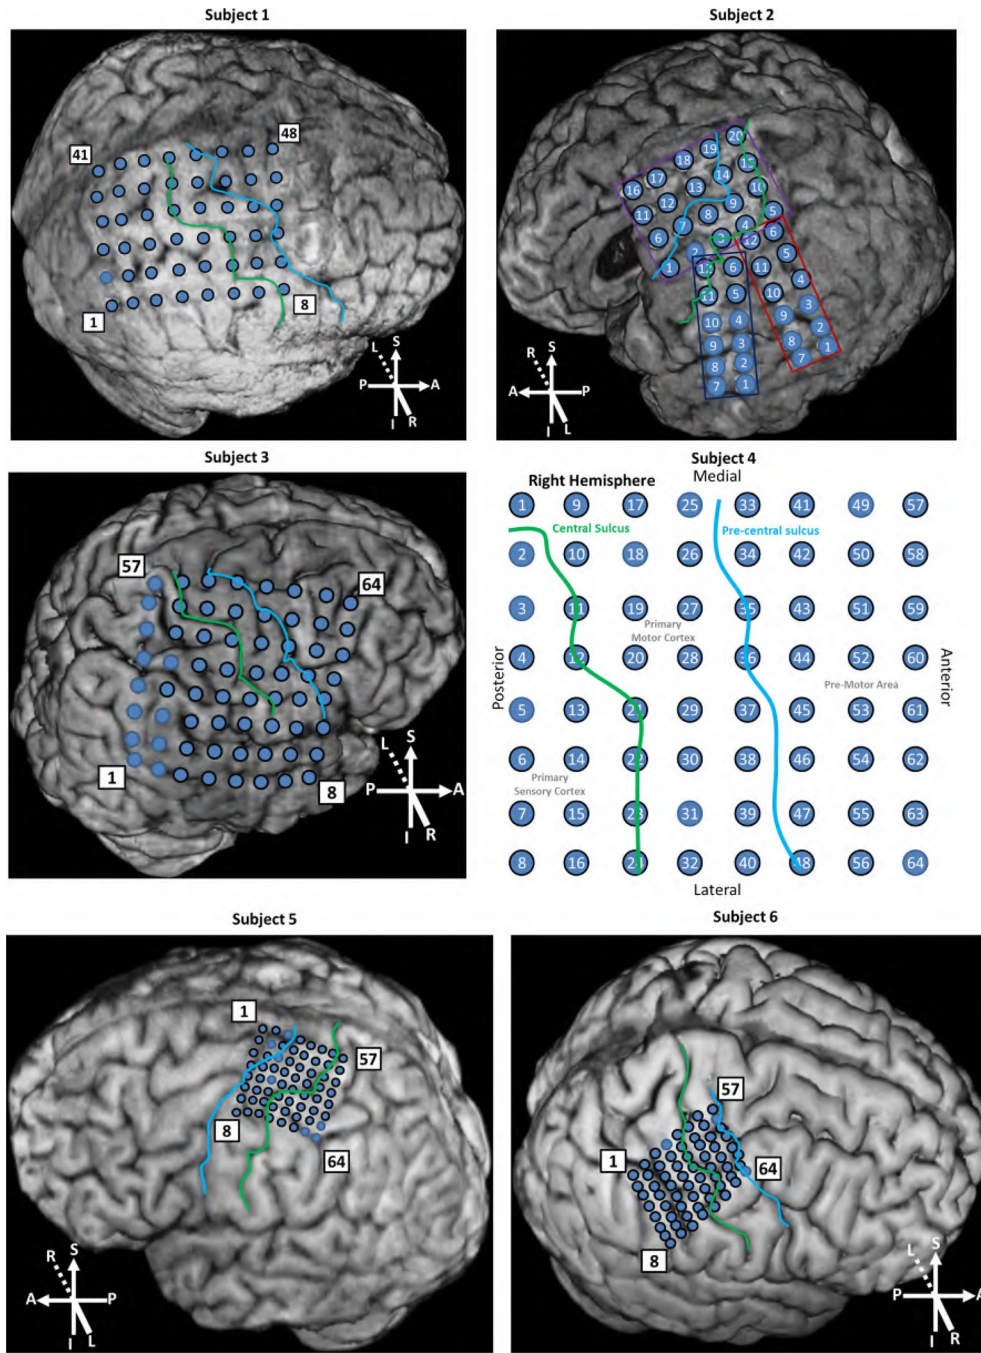 Subject 1
41
48
1
8
L S
P A
I R
Subject 2
20
19
18 14 15
17 13 10
16 12 9
11 8 5
7 4 6
6 3 12 5
2
1 12 6 11 4
11 5 10 3
10 4 9 2
9 3 8 1
8 2 7
7 1
R S
A P
I L
Subject 3
57
64
1
8
L S
P A
I R
Subject 4
Medial
Right Hemisphere
1 9 17 25 33 41 49 57
Central Sulcus Pre-central sulcus
2 10 18 26 34 42 50 58
3 11 19 27 35 43 51 59
Primary
Motor Cortex
4 12 20 28 36 44 52 60
Posterior
Anterior
Pre-Motor Area
5 13 21 29 37 45 53 61
6 14 22 30 38 46 54 62
Primary
Sensory Cortex
7 15 23 31 39 47 55 63
8 16 24 32 40 48 56 64
Lateral
Subject 5
1
57
8
64
R S
A P
I L
Subject 6
57
1
64
8
L S
P A
I R